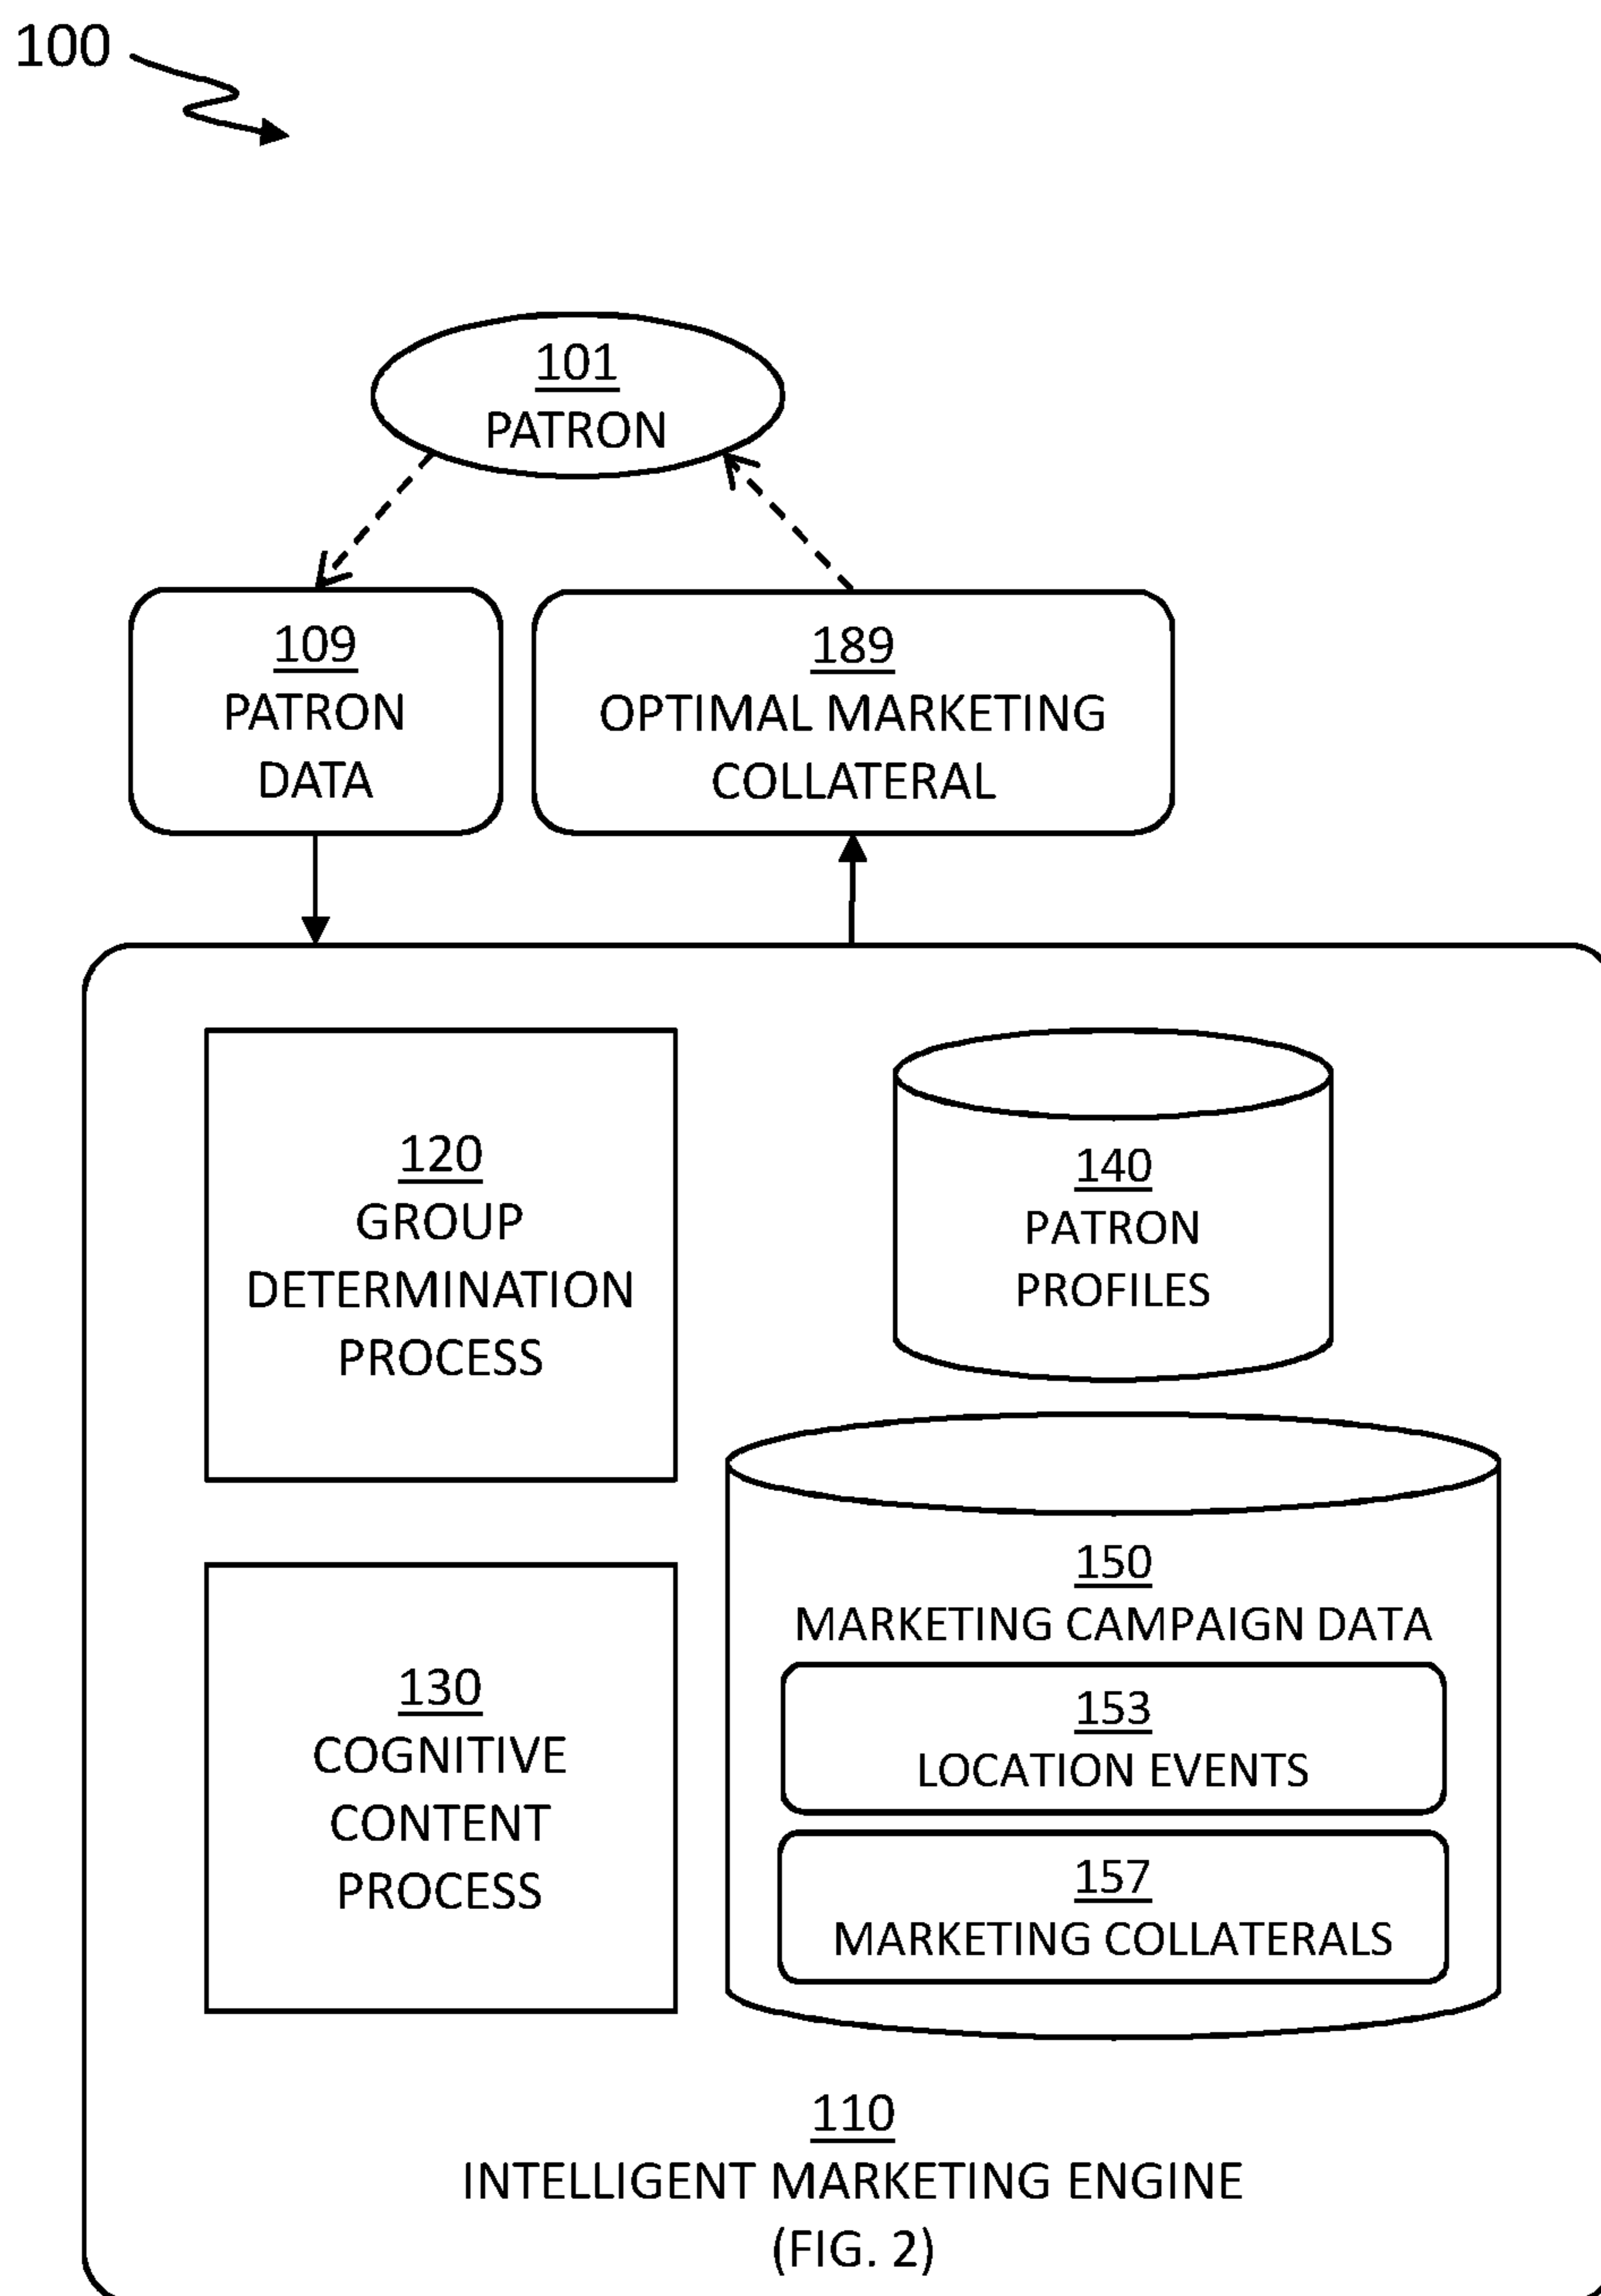 100
101
PATRON
109
PATRON
DATA
189
OPTIMAL MARKETING
COLLATERAL
120
GROUP
DETERMINATION
PROCESS
140
PATRON
PROFILES
130
COGNITIVE
CONTENT
PROCESS
150
MARKETING CAMPAIGN DATA
153
LOCATION EVENTS
157
MARKETING COLLATERALS
110
INTELLIGENT MARKETING ENGINE
(FIG. 2)